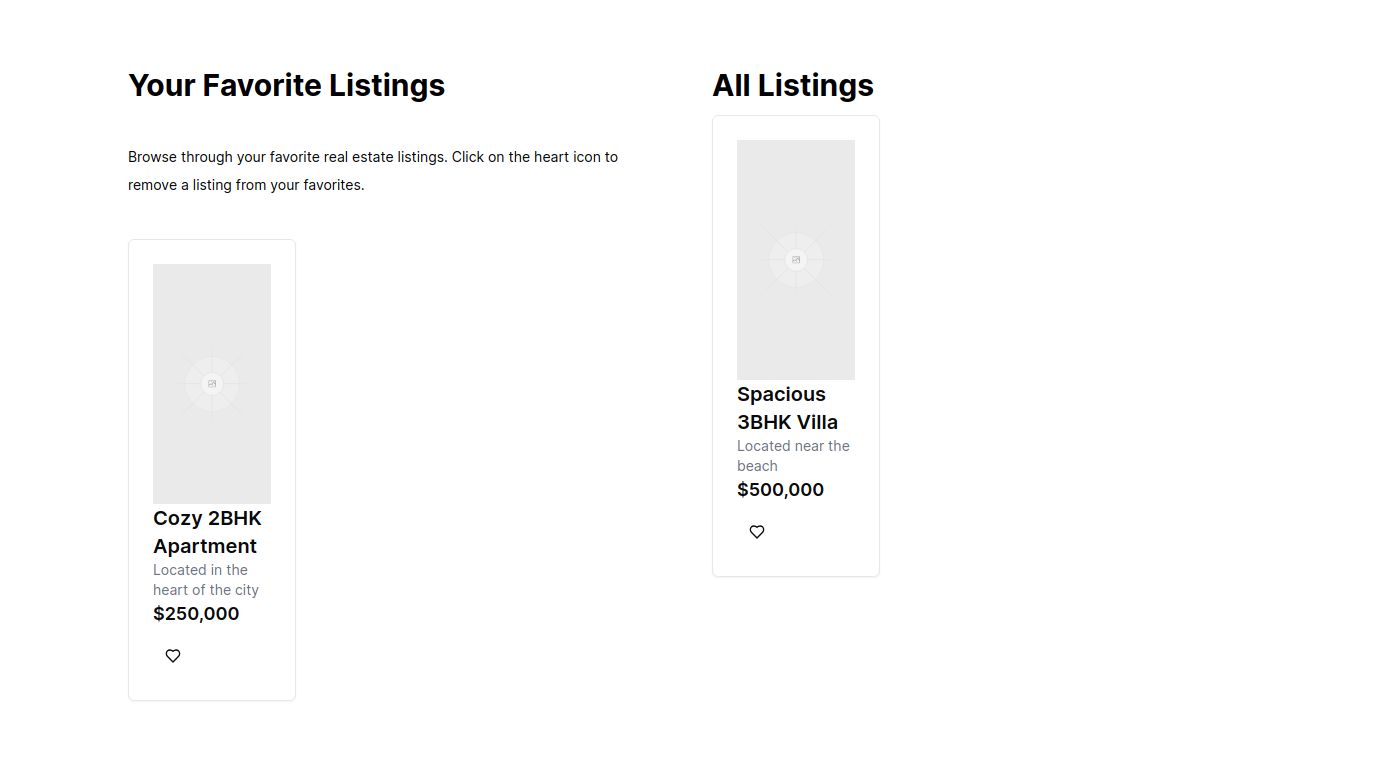 Your Favorite Listings
Browse through your favorite real estate listings. Click on the heart icon to
remove a listing from your favorites.
Cozy 2BHK
Apartment
Located in the
heart of the city
$250,000
All Listings
Spacious
3BHK Villa
Located near the
beach
$500,000